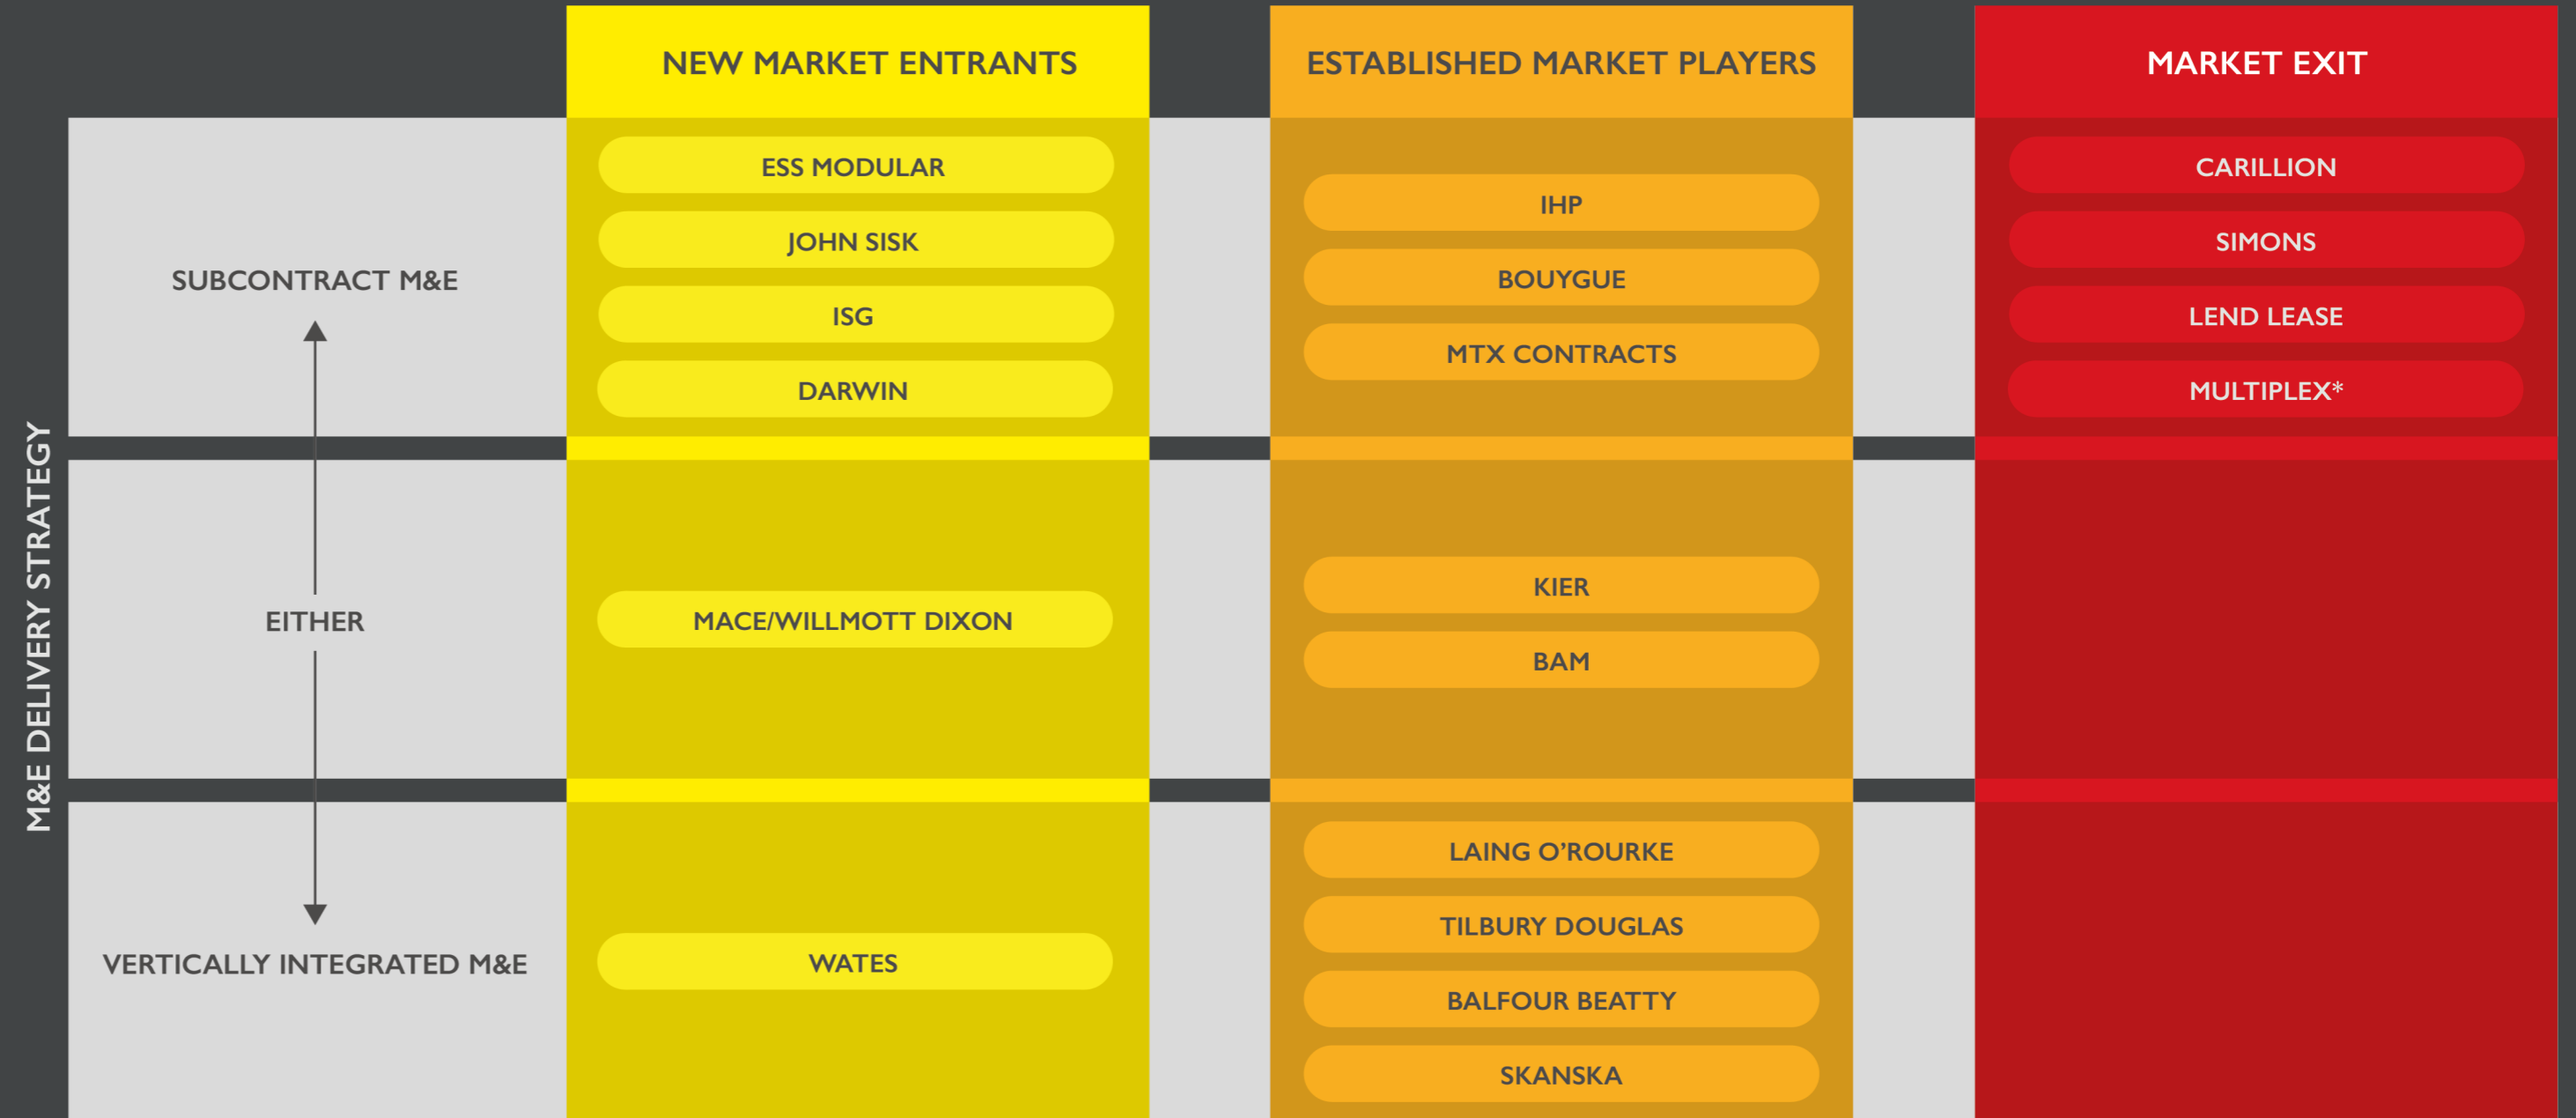 NEW MARKET ENTRANTS
ESTABLISHED MARKET PLAYERS
MARKET EXIT
M&E DELIVERY STRATEGY
SUBCONTRACT M&E
ESS MODULAR
JOHN SISK
ISG
DARWIN
IHP
BOUYGUE
MTX CONTRACTS
CARILLION
SIMONS
LEND LEASE
MULTIPLEX*
EITHER
MACE/WILLMOTT DIXON
KIER
BAM
VERTICALLY INTEGRATED M&E
WATES
LAING O’ROURKE
TILBURY DOUGLAS
BALFOUR BEATTY
SKANSKA